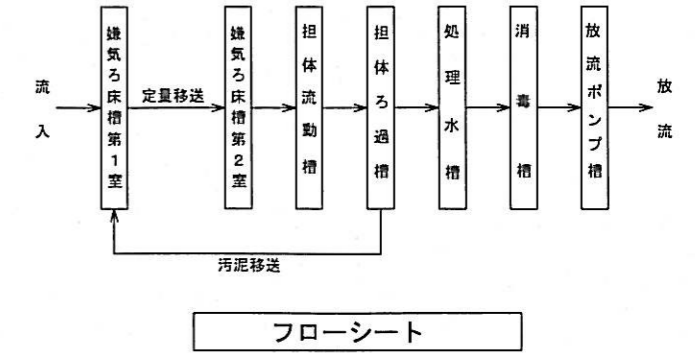 流入
嫌気ろ床槽第1室
定量移送
嫌気ろ床槽第2室
担体流動槽
担体ろ過槽
処理水槽
消毒槽
放流ポンプ槽
放流
汚泥移送
フローシート